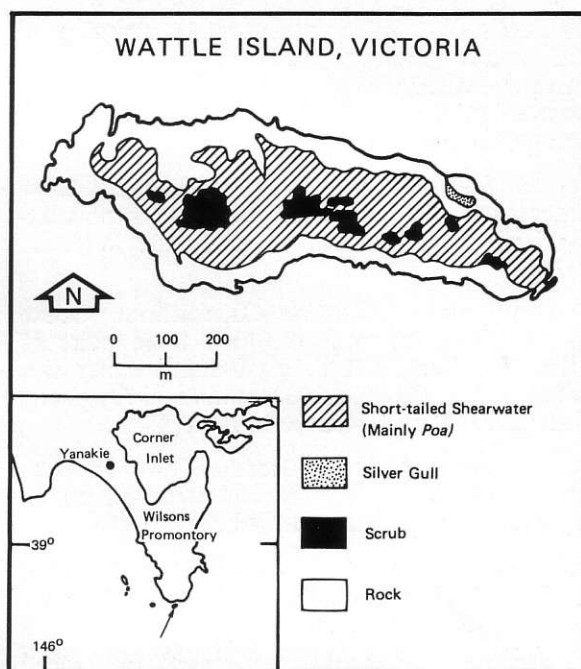 WATTLE ISLAND, VICTORIA
N
0 100 200
m
Short-tailed Shearwater
(Mainly Poa)
Silver Gull
Scrub
Rock
Yanakie
Corner
Inlet
Wilsons
Promontory
39°
146°